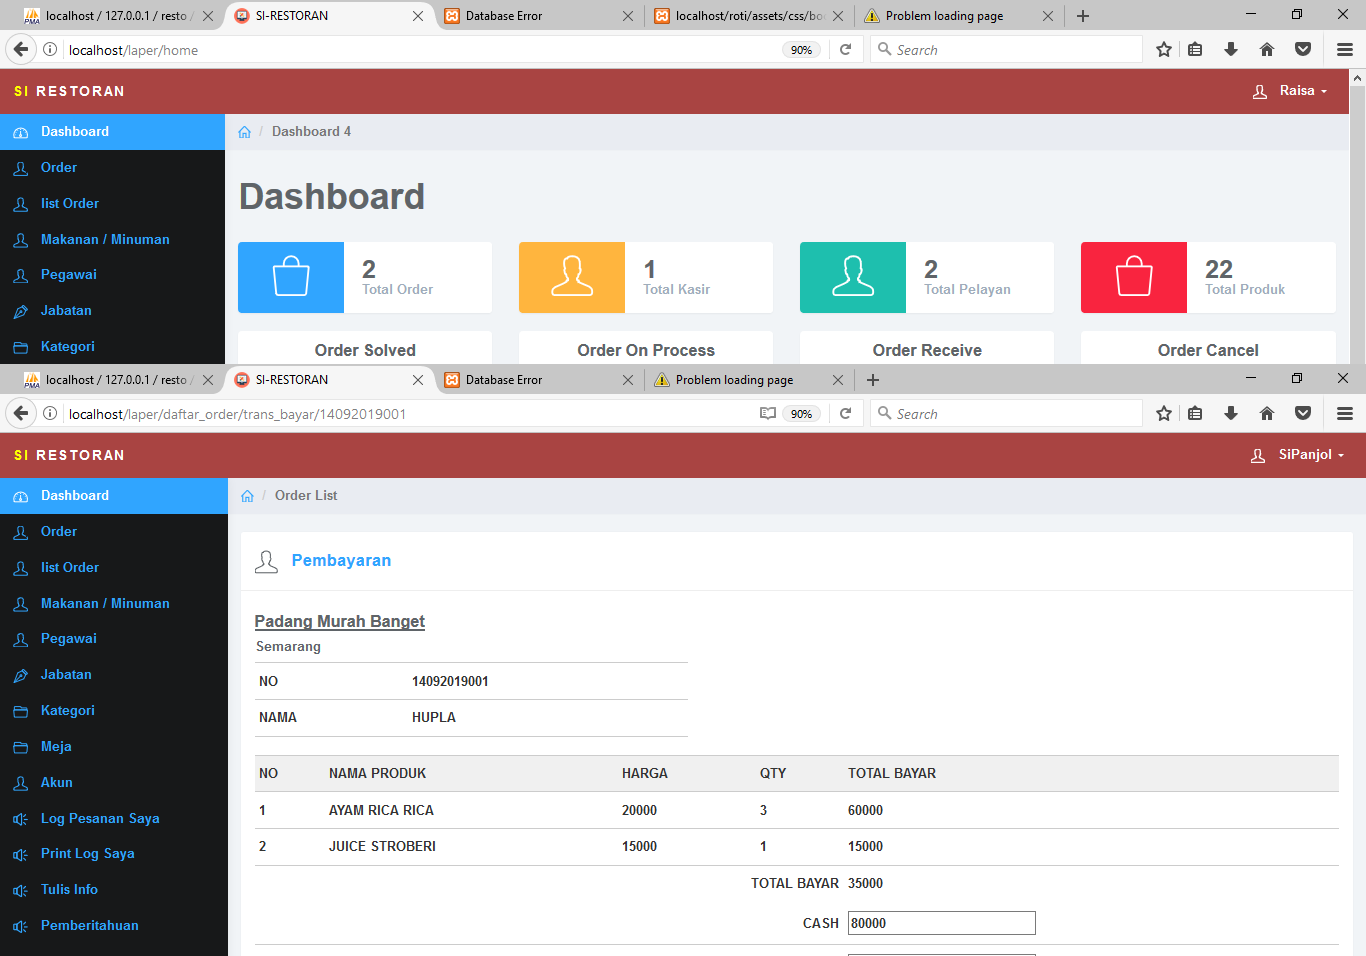 localhost / 127.0.0.1 / resto / SI-RESTORAN Database Error localhost/roti/assets/css/bo Problem loading page
localhost/laper/home 90% Search
SI RESTORAN Raisa
Dashboard
Dashboard 4
Order
list Order
Makanan / Minuman
Pegawai
Jabatan
Kategori
Dashboard
2 Total Order
1 Total Kasir
2 Total Pelayan
22 Total Produk
Order Solved Order On Process Order Receive Order Cancel
localhost / 127.0.0.1 / resto / SI-RESTORAN Database Error Problem loading page
localhost/laper/daftar_order/trans_bayar/14092019001 90% Search
SI RESTORAN SiPanjol
Dashboard
Order
list Order
Makanan / Minuman
Pegawai
Jabatan
Kategori
Meja
Akun
Log Pesanan Saya
Print Log Saya
Tulis Info
Pemberitahuan
/ Order List
Pembayaran
Padang Murah Banget
Semarang
NO 14092019001
NAMA HUPLA
NO NAMA PRODUK HARGA QTY TOTAL BAYAR
1 AYAM RICA RICA 20000 3 60000
2 JUICE STROBERI 15000 1 15000
TOTAL BAYAR 35000
CASH 80000